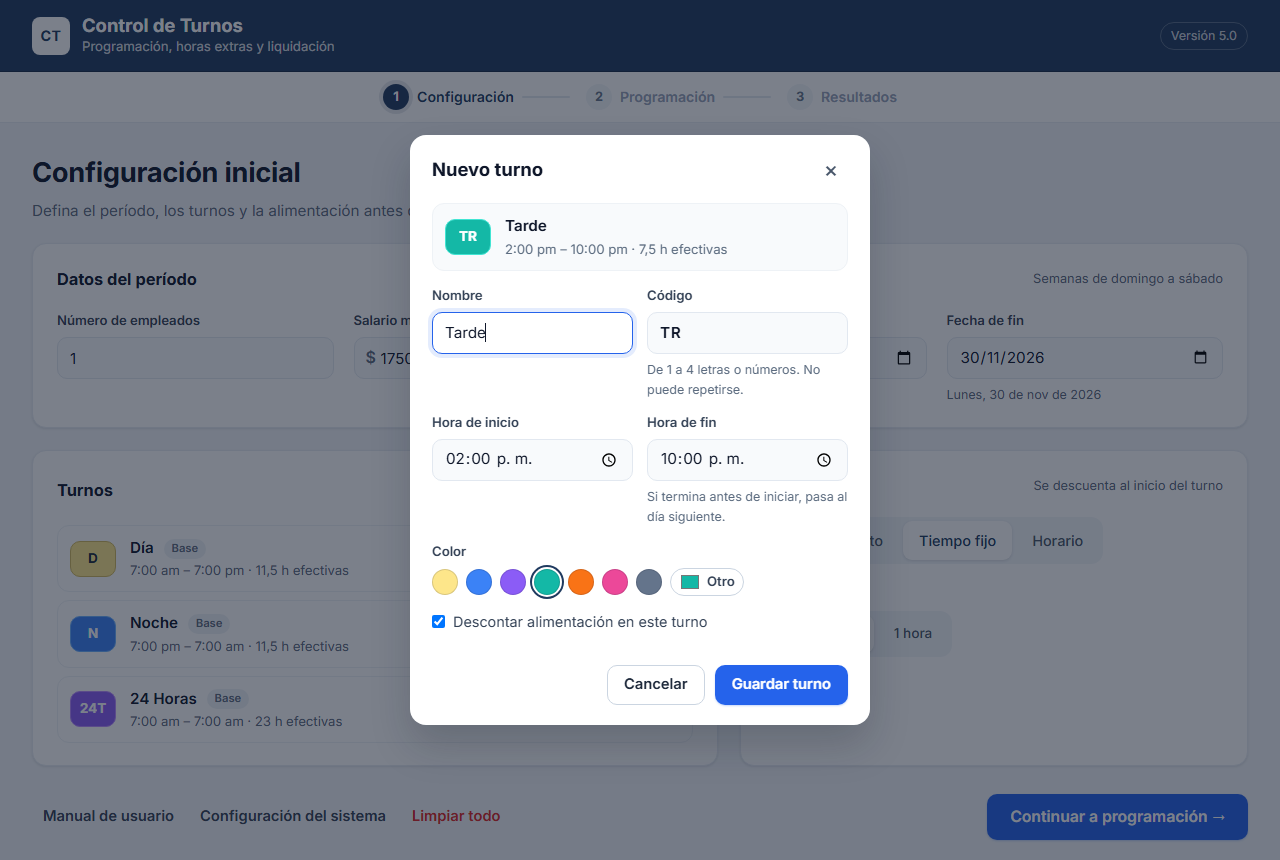 CT
Control de Turnos
Programación, horas extras y liquidación
Versión 5.0
1 Configuración
2 Programación
3 Resultados
Configuración inicial
Defina el período, los turnos y la alimentación antes
Datos del período
Semanas de domingo a sábado
Número de empleados
1
Salario
$ 1750
Fecha de fin
30/11/2026
Lunes, 30 de nov de 2026
Turnos
D
Día Base
7:00 am – 7:00 pm · 11,5 h efectivas
N
Noche Base
7:00 pm – 7:00 am · 11,5 h efectivas
24T
24 Horas Base
7:00 am – 7:00 am · 23 h efectivas
Se descuenta al inicio del turno
Tiempo fijo
Horario
1 hora
Nuevo turno
×
TR
Tarde
2:00 pm – 10:00 pm · 7,5 h efectivas
Nombre
Tarde
Código
TR
De 1 a 4 letras o números. No
puede repetirse.
Hora de inicio
02:00 p. m.
Hora de fin
10:00 p. m.
Si termina antes de iniciar, pasa al
día siguiente.
Color
Otro
Descontar alimentación en este turno
Cancelar
Guardar turno
Manual de usuario
Configuración del sistema
Limpiar todo
Continuar a programación →